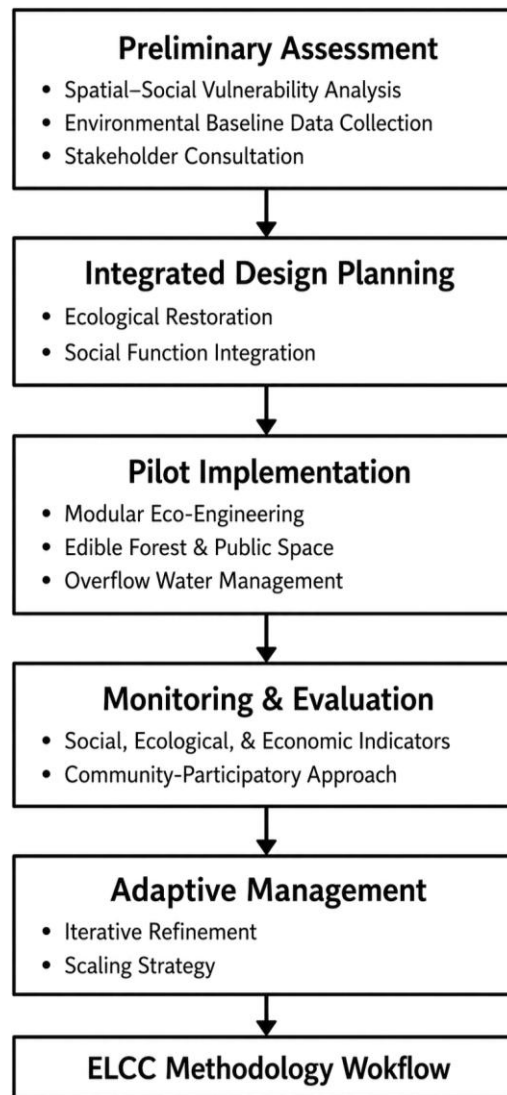 Preliminary Assessment
• Spatial–Social Vulnerability Analysis
• Environmental Baseline Data Collection
• Stakeholder Consultation
Integrated Design Planning
• Ecological Restoration
• Social Function Integration
Pilot Implementation
• Modular Eco-Engineering
• Edible Forest & Public Space
• Overflow Water Management
Monitoring & Evaluation
• Social, Ecological, & Economic Indicators
• Community-Participatory Approach
Adaptive Management
• Iterative Refinement
• Scaling Strategy
ELCC Methodology Wokflow